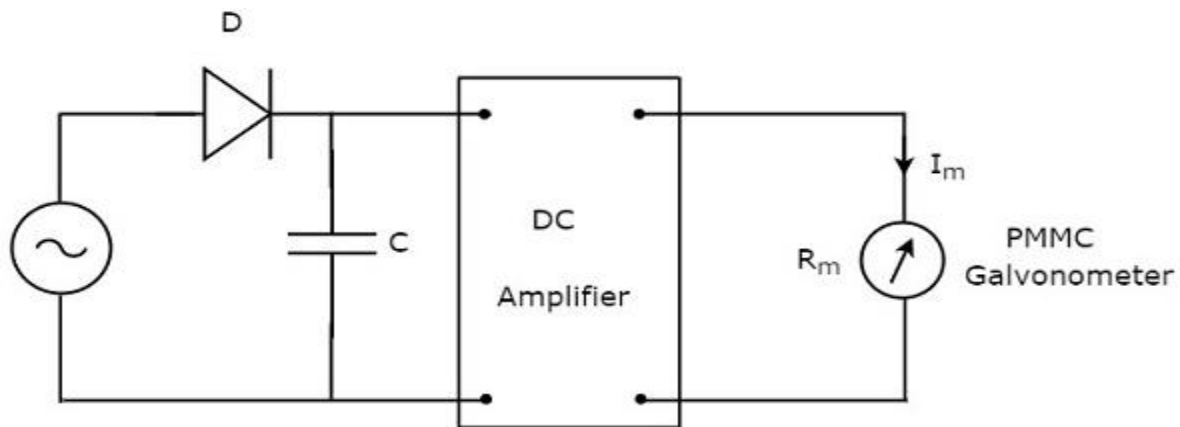 D
C
DC
Amplifier
I_m
R_m
PMMC
Galvonometer